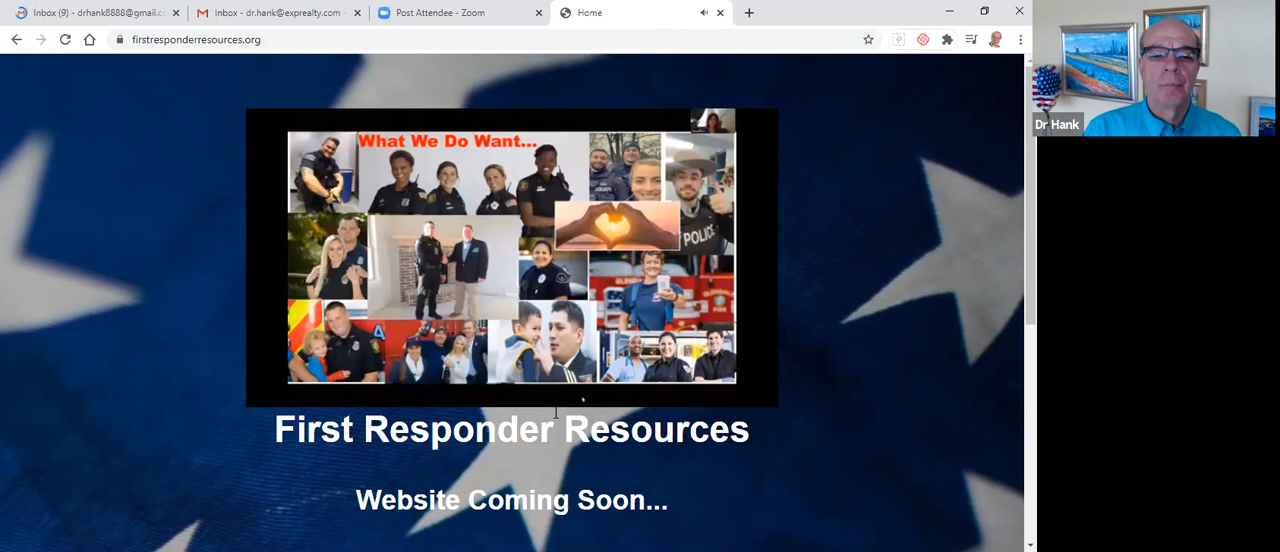 Inbox (9) - drhank8888@gmail.c
Inbox - dr.hank@exprealty.com -
Post Attendee - Zoom
Home
firstresponderresources.org
Dr Hank
What We Do Want...
POLICE
First Responder Resources
Website Coming Soon...